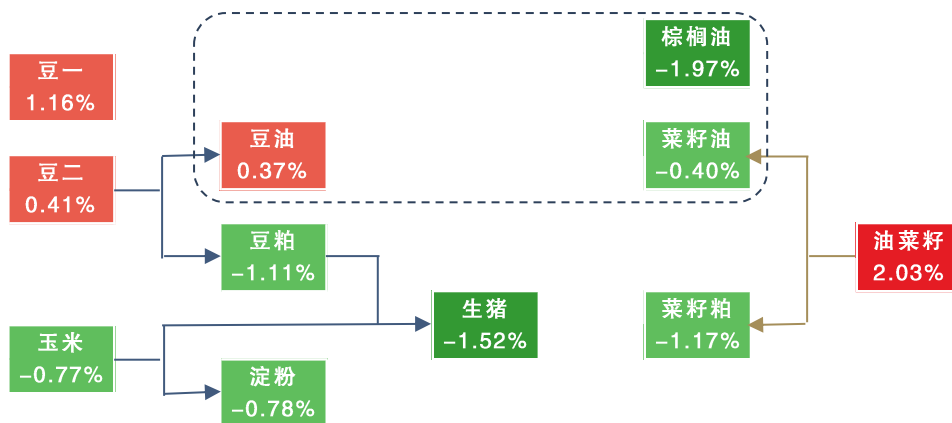 棕榈油
-1.97%
豆一
1.16%
豆油
0.37%
菜籽油
-0.40%
豆二
0.41%
豆粕
-1.11%
油菜籽
2.03%
生猪
-1.52%
菜籽粕
-1.17%
玉米
-0.77%
淀粉
-0.78%